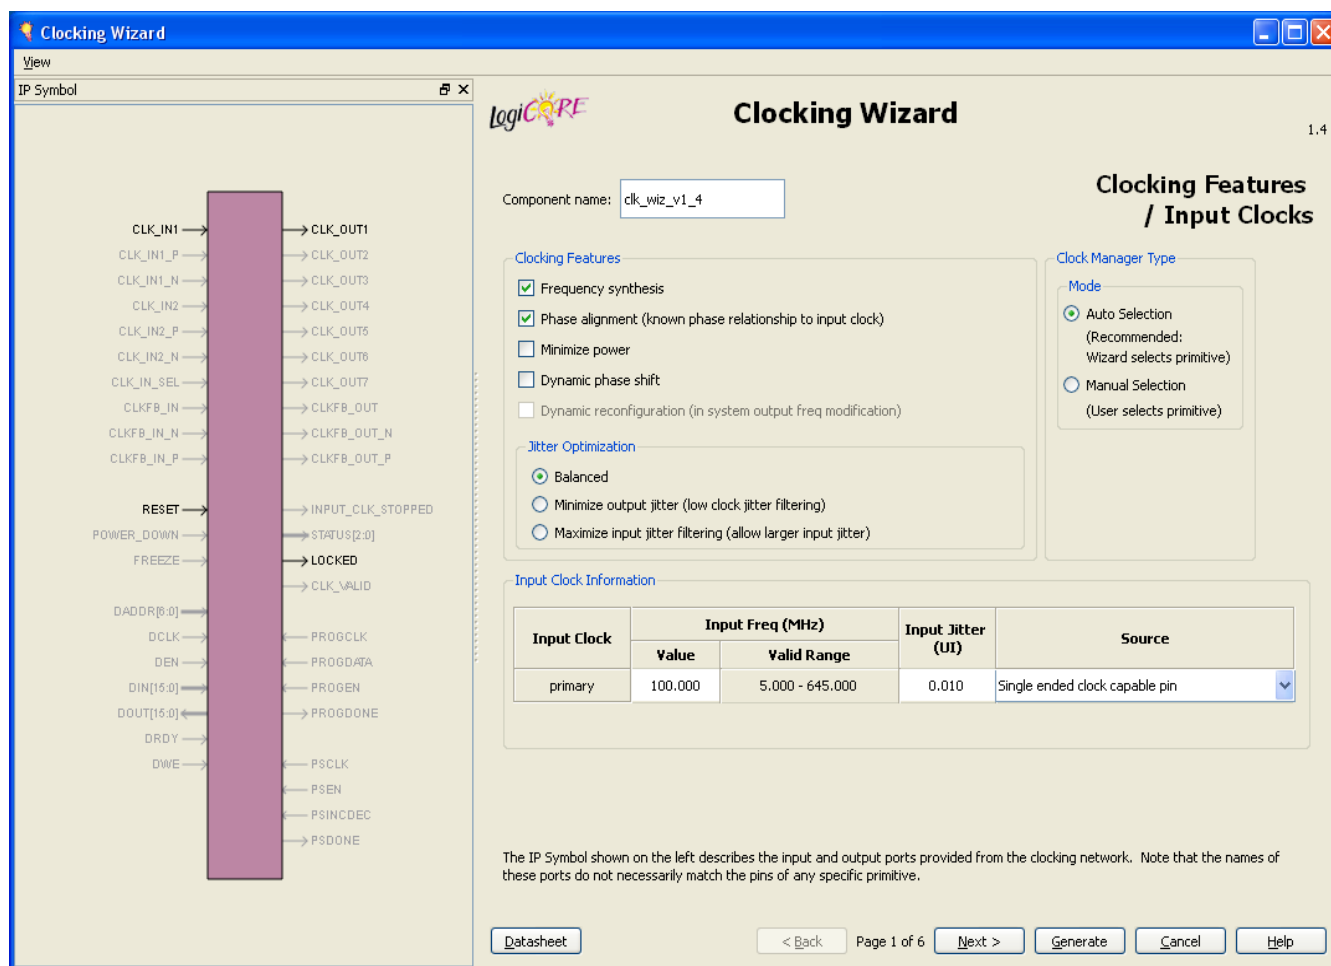 Clocking Wizard
View
IP Symbol
CLK_IN1
CLK_IN1_P
CLK_IN1_N
CLK_IN2
CLK_IN2_P
CLK_IN2_N
CLK_IN_SEL
CLKFB_IN
CLKFB_IN_N
CLKFB_IN_P
RESET
POWER_DOWN
FREEZE
DADDR[6:0]
DCLK
DEN
DIN[15:0]
DOUT[15:0]
DRDY
DWE
CLK_OUT1
CLK_OUT2
CLK_OUT3
CLK_OUT4
CLK_OUT5
CLK_OUT6
CLK_OUT7
CLKFB_OUT
CLKFB_OUT_N
CLKFB_OUT_P
INPUT_CLK_STOPPED
STATUS[2:0]
LOCKED
CLK_VALID
PROGCLK
PROGDATA
PROGEN
PROGDONE
PSCLK
PSEN
PSINCDEC
PSDONE
LogiCORE
Clocking Wizard
1.4
Component name: clk_wiz_v1_4
Clocking Features
/ Input Clocks
Clocking Features
Frequency synthesis
Phase alignment (known phase relationship to input clock)
Minimize power
Dynamic phase shift
Dynamic reconfiguration (in system output freq modification)
Jitter Optimization
Balanced
Minimize output jitter (low clock jitter filtering)
Maximize input jitter filtering (allow larger input jitter)
Clock Manager Type
Mode
Auto Selection
(Recommended:
Wizard selects primitive)
Manual Selection
(User selects primitive)
Input Clock Information
Input Clock Input Freq (MHz) Input Jitter (UI) Source
Value Valid Range
primary 100.000 5.000 - 645.000 0.010 Single ended clock capable pin
The IP Symbol shown on the left describes the input and output ports provided from the clocking network. Note that the names of
these ports do not necessarily match the pins of any specific primitive.
Datasheet < Back Page 1 of 6 Next > Generate Cancel Help